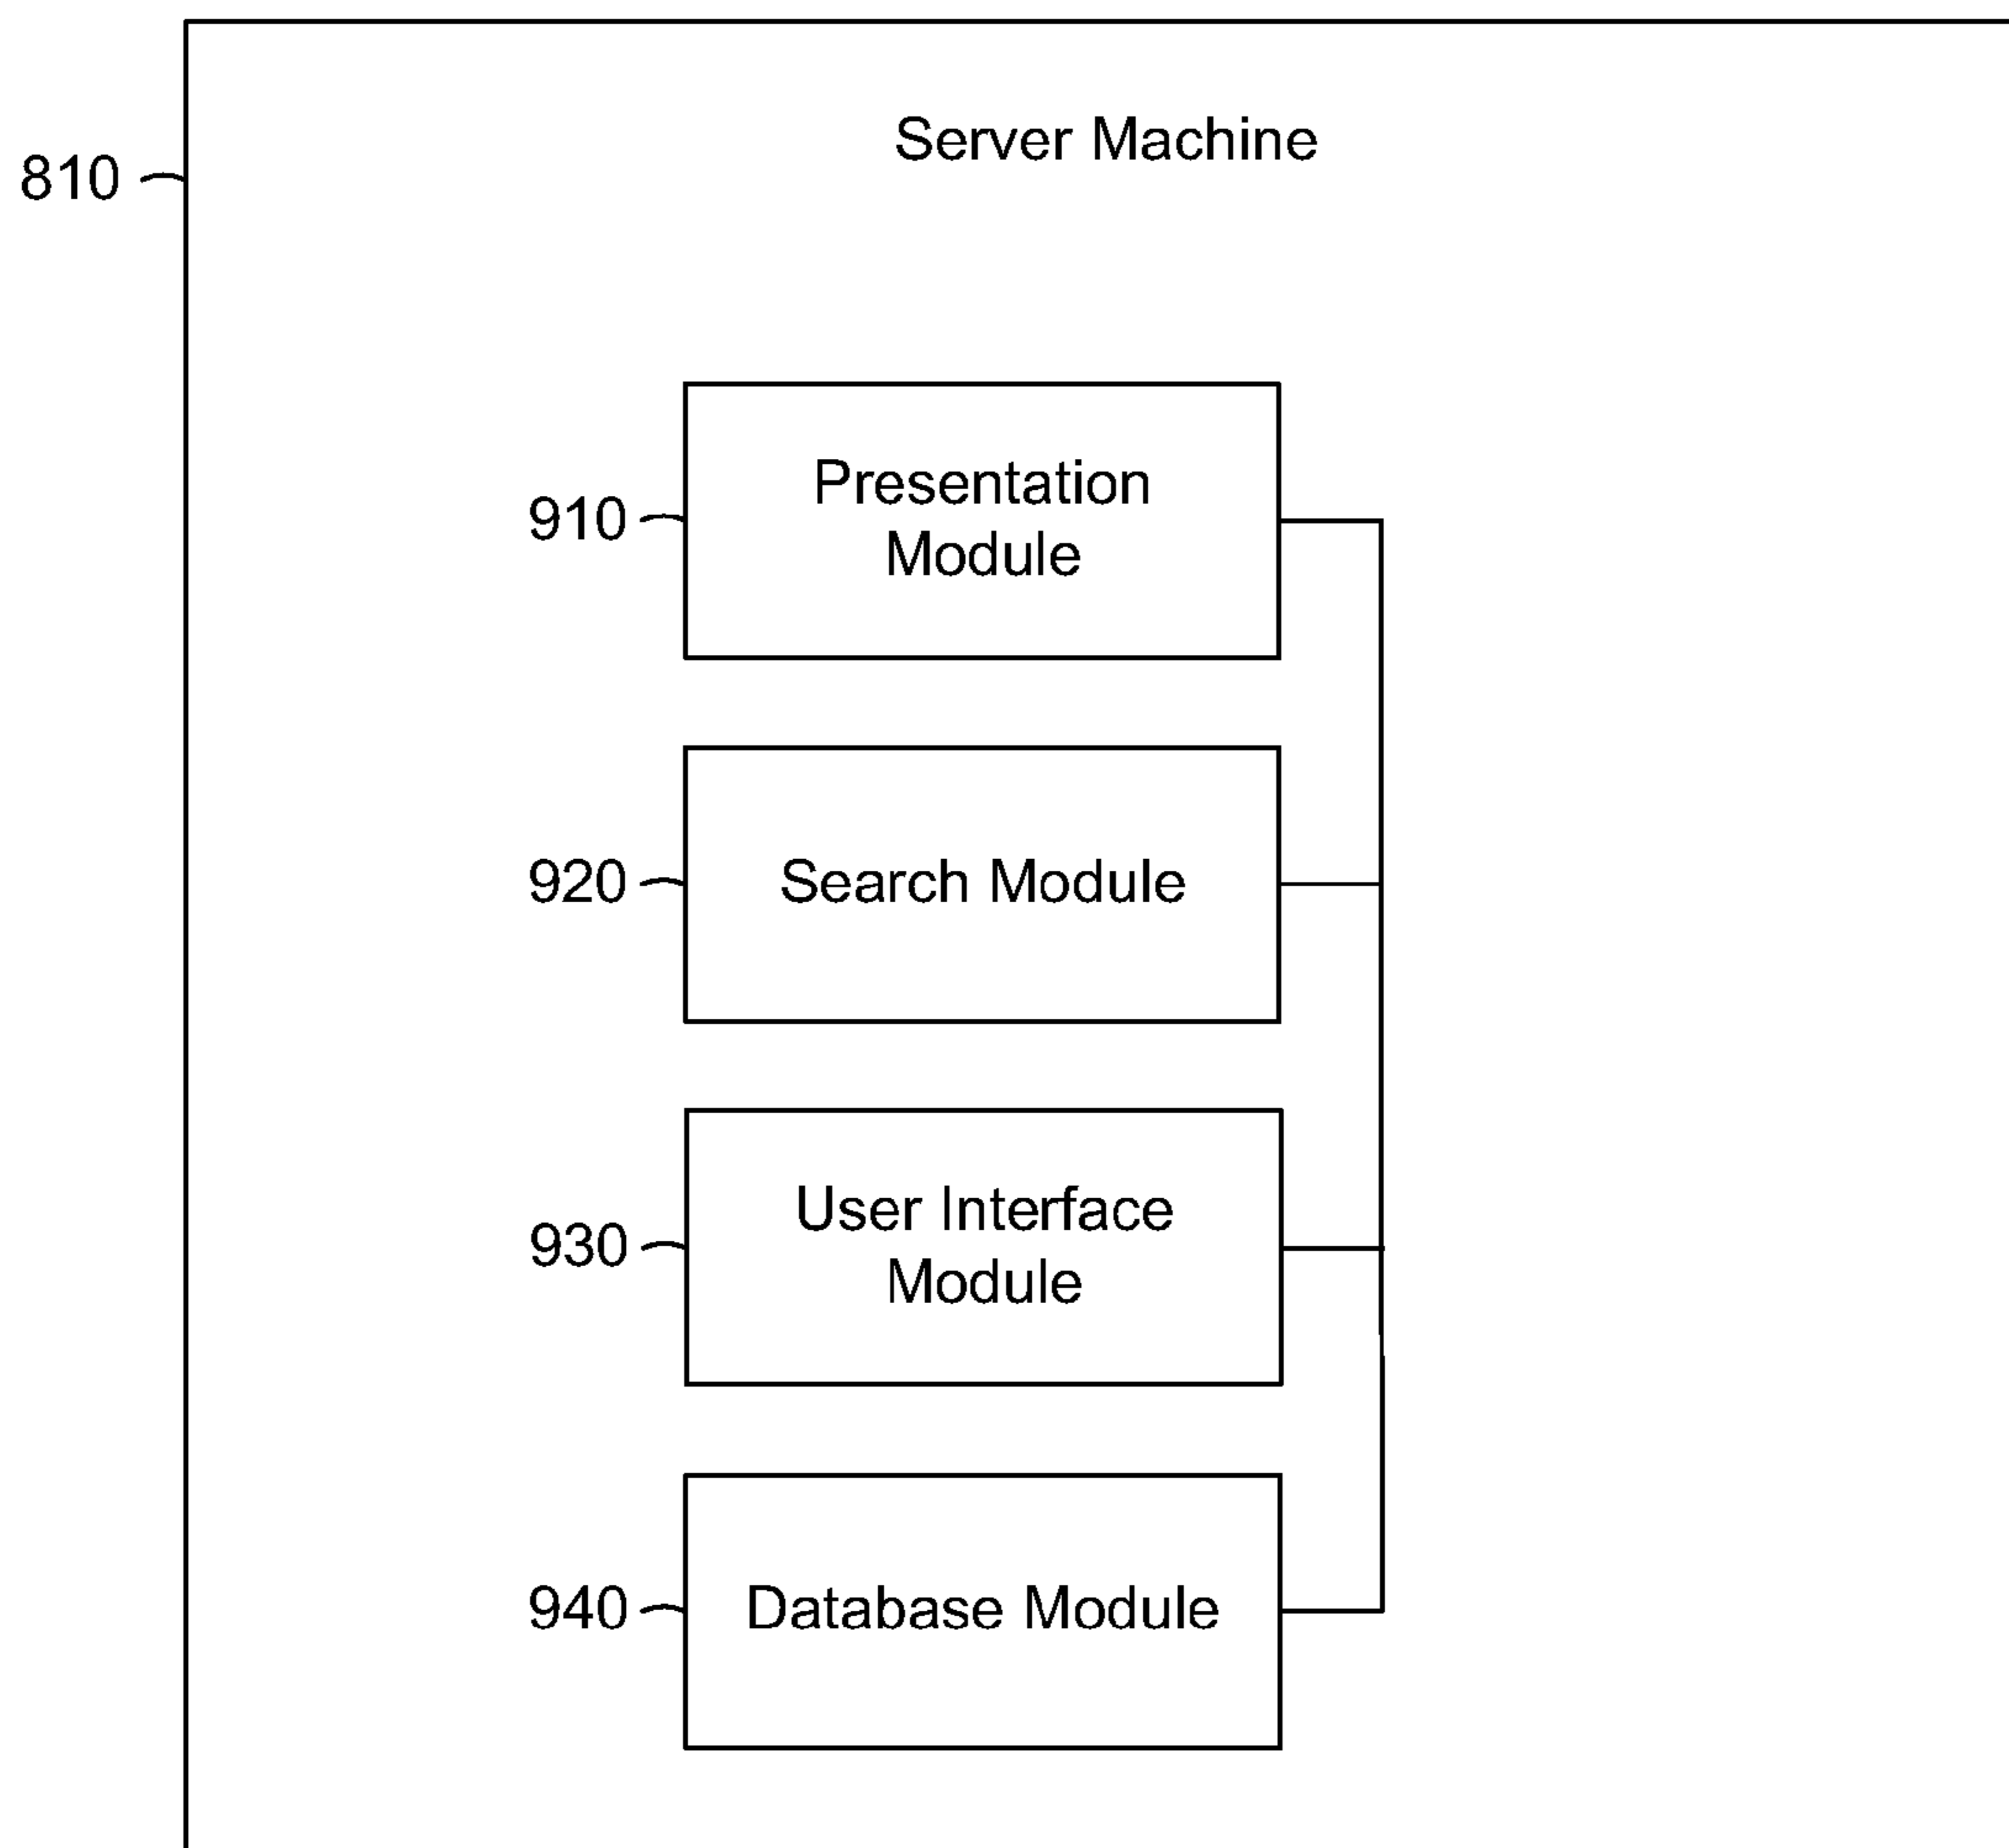 Server Machine
810
Presentation
Module
910
Search Module
920
User Interface
Module
930
Database Module
940